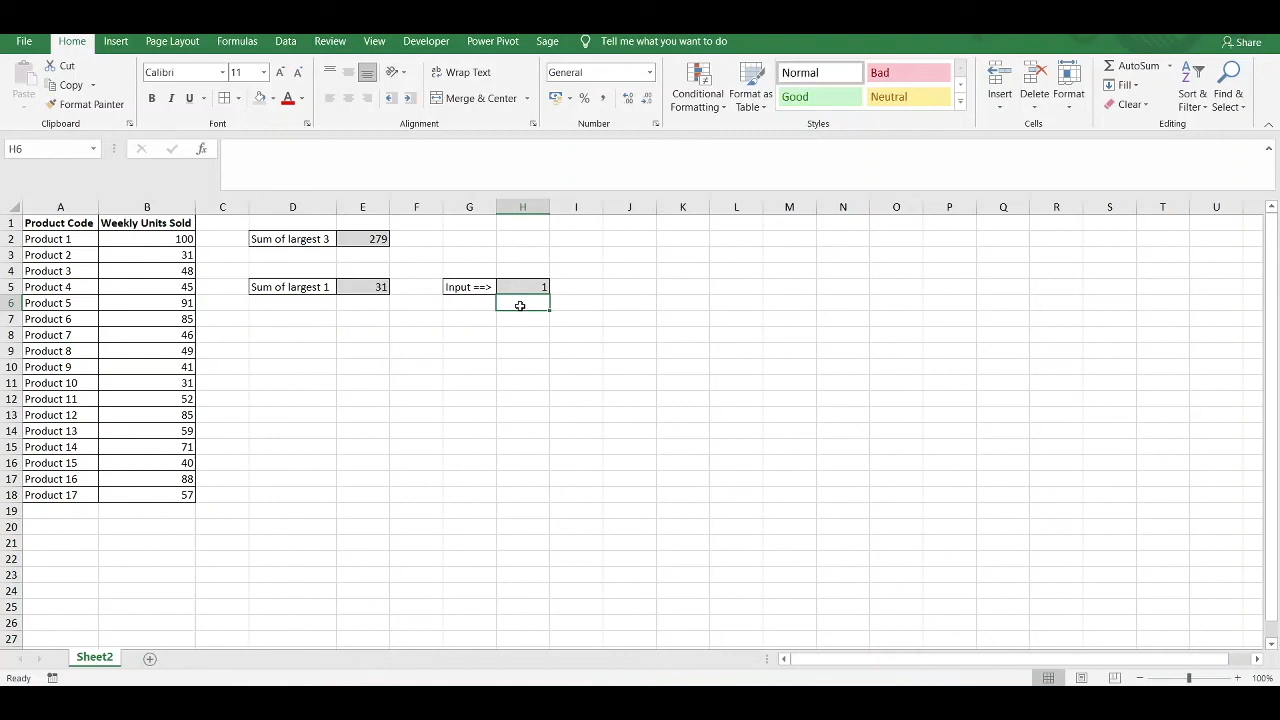 File Home Insert Page Layout Formulas Data Review View Developer Power Pivot Sage Tell me what you want to do Share
Paste Cut Copy Format Painter
Clipboard
Calibri 11
B I U A
Font
Wrap Text
Merge & Center
Alignment
General
%
Number
Conditional Formatting Format as Table
Normal Bad
Good Neutral
Styles
Insert Delete Format
Cells
AutoSum
Fill
Clear
Sort & Filter Find & Select
Editing
H6 fx
A B C D E F G H I J K L M N O P Q R S T U
1 Product Code Weekly Units Sold
2 Product 1 100 Sum of largest 3 279
3 Product 2 31
4 Product 3 48
5 Product 4 45 Sum of largest 1 31 Input ==> 1
6 Product 5 91
7 Product 6 85
8 Product 7 46
9 Product 8 49
10 Product 9 41
11 Product 10 31
12 Product 11 52
13 Product 12 85
14 Product 13 59
15 Product 14 71
16 Product 15 40
17 Product 16 88
18 Product 17 57
19
20
21
22
23
24
25
26
27
Sheet2
Ready 100%